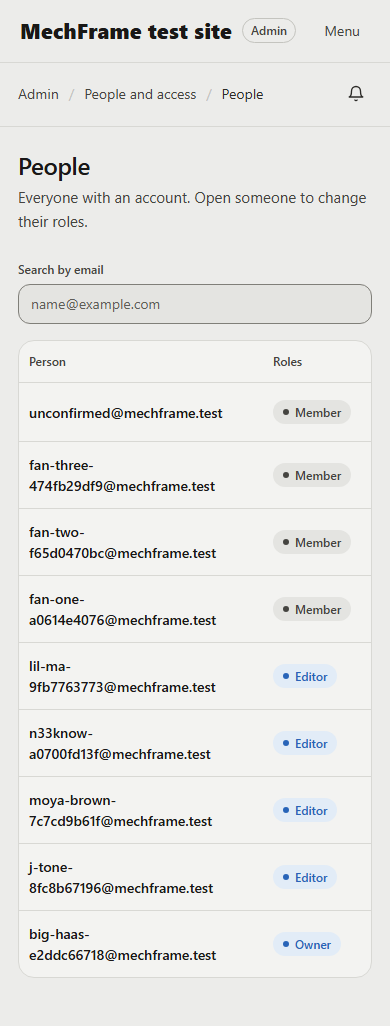 MechFrame test site Admin Menu
Admin / People and access / People
People
Everyone with an account. Open someone to change
their roles.
Search by email
name@example.com
Person Roles
unconfirmed@mechframe.test Member
fan-three-
474fb29df9@mechframe.test Member
fan-two-
f65d0470bc@mechframe.test Member
fan-one-
a0614e4076@mechframe.test Member
lil-ma-
9fb7763773@mechframe.test Editor
n33know-
a0700fd13f@mechframe.test Editor
moya-brown-
7c7cd9b61f@mechframe.test Editor
j-tone-
8fc8b67196@mechframe.test Editor
big-haas-
e2ddc66718@mechframe.test Owner